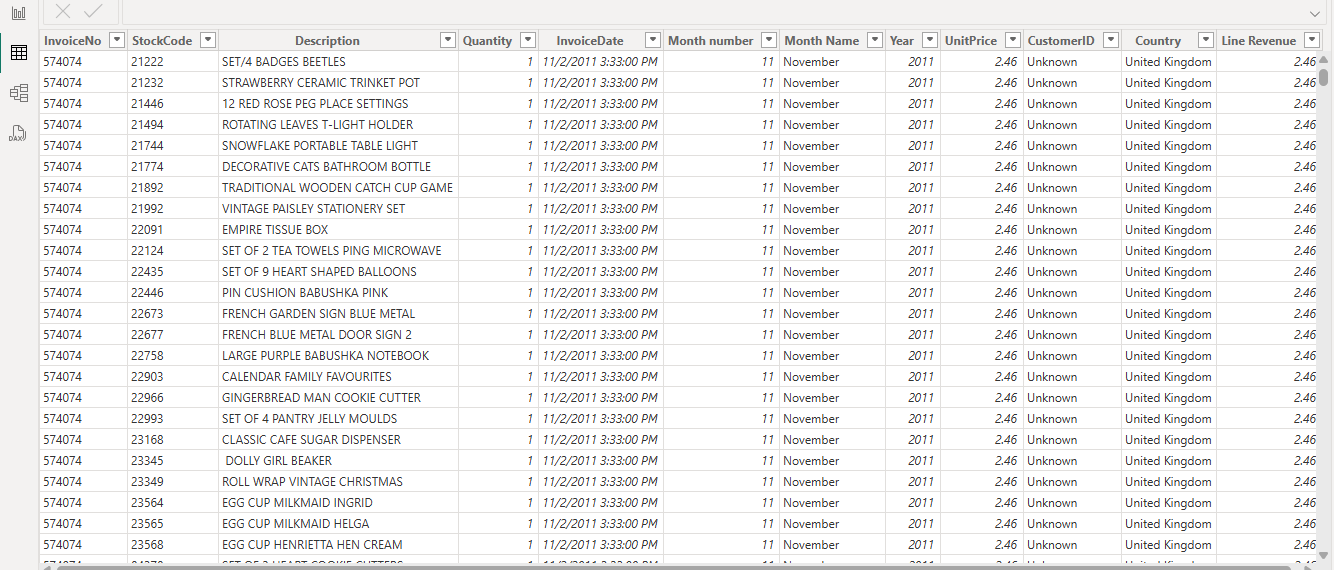 InvoiceNo StockCode Description Quantity InvoiceDate Month number Month Name Year UnitPrice CustomerID Country Line Revenue
574074 21222 SET/4 BADGES BEETLES 1 11/2/2011 3:33:00 PM 11 November 2011 2.46 Unknown United Kingdom 2.46
574074 21232 STRAWBERRY CERAMIC TRINKET POT 1 11/2/2011 3:33:00 PM 11 November 2011 2.46 Unknown United Kingdom 2.46
574074 21446 12 RED ROSE PEG PLACE SETTINGS 1 11/2/2011 3:33:00 PM 11 November 2011 2.46 Unknown United Kingdom 2.46
574074 21494 ROTATING LEAVES T-LIGHT HOLDER 1 11/2/2011 3:33:00 PM 11 November 2011 2.46 Unknown United Kingdom 2.46
574074 21744 SNOWFLAKE PORTABLE TABLE LIGHT 1 11/2/2011 3:33:00 PM 11 November 2011 2.46 Unknown United Kingdom 2.46
574074 21774 DECORATIVE CATS BATHROOM BOTTLE 1 11/2/2011 3:33:00 PM 11 November 2011 2.46 Unknown United Kingdom 2.46
574074 21892 TRADITIONAL WOODEN CATCH CUP GAME 1 11/2/2011 3:33:00 PM 11 November 2011 2.46 Unknown United Kingdom 2.46
574074 21992 VINTAGE PAISLEY STATIONERY SET 1 11/2/2011 3:33:00 PM 11 November 2011 2.46 Unknown United Kingdom 2.46
574074 22091 EMPIRE TISSUE BOX 1 11/2/2011 3:33:00 PM 11 November 2011 2.46 Unknown United Kingdom 2.46
574074 22124 SET OF 2 TEA TOWELS PING MICROWAVE 1 11/2/2011 3:33:00 PM 11 November 2011 2.46 Unknown United Kingdom 2.46
574074 22435 SET OF 9 HEART SHAPED BALLOONS 1 11/2/2011 3:33:00 PM 11 November 2011 2.46 Unknown United Kingdom 2.46
574074 22446 PIN CUSHION BABUSHKA PINK 1 11/2/2011 3:33:00 PM 11 November 2011 2.46 Unknown United Kingdom 2.46
574074 22673 FRENCH GARDEN SIGN BLUE METAL 1 11/2/2011 3:33:00 PM 11 November 2011 2.46 Unknown United Kingdom 2.46
574074 22677 FRENCH BLUE METAL DOOR SIGN 2 1 11/2/2011 3:33:00 PM 11 November 2011 2.46 Unknown United Kingdom 2.46
574074 22758 LARGE PURPLE BABUSHKA NOTEBOOK 1 11/2/2011 3:33:00 PM 11 November 2011 2.46 Unknown United Kingdom 2.46
574074 22903 CALENDAR FAMILY FAVOURITES 1 11/2/2011 3:33:00 PM 11 November 2011 2.46 Unknown United Kingdom 2.46
574074 22966 GINGERBREAD MAN COOKIE CUTTER 1 11/2/2011 3:33:00 PM 11 November 2011 2.46 Unknown United Kingdom 2.46
574074 22993 SET OF 4 PANTRY JELLY MOULDS 1 11/2/2011 3:33:00 PM 11 November 2011 2.46 Unknown United Kingdom 2.46
574074 23168 CLASSIC CAFE SUGAR DISPENSER 1 11/2/2011 3:33:00 PM 11 November 2011 2.46 Unknown United Kingdom 2.46
574074 23345 DOLLY GIRL BEAKER 1 11/2/2011 3:33:00 PM 11 November 2011 2.46 Unknown United Kingdom 2.46
574074 23349 ROLL WRAP VINTAGE CHRISTMAS 1 11/2/2011 3:33:00 PM 11 November 2011 2.46 Unknown United Kingdom 2.46
574074 23564 EGG CUP MILKMAID INGRID 1 11/2/2011 3:33:00 PM 11 November 2011 2.46 Unknown United Kingdom 2.46
574074 23565 EGG CUP MILKMAID HELGA 1 11/2/2011 3:33:00 PM 11 November 2011 2.46 Unknown United Kingdom 2.46
574074 23568 EGG CUP HENRIETTA HEN CREAM 1 11/2/2011 3:33:00 PM 11 November 2011 2.46 Unknown United Kingdom 2.46
DAX